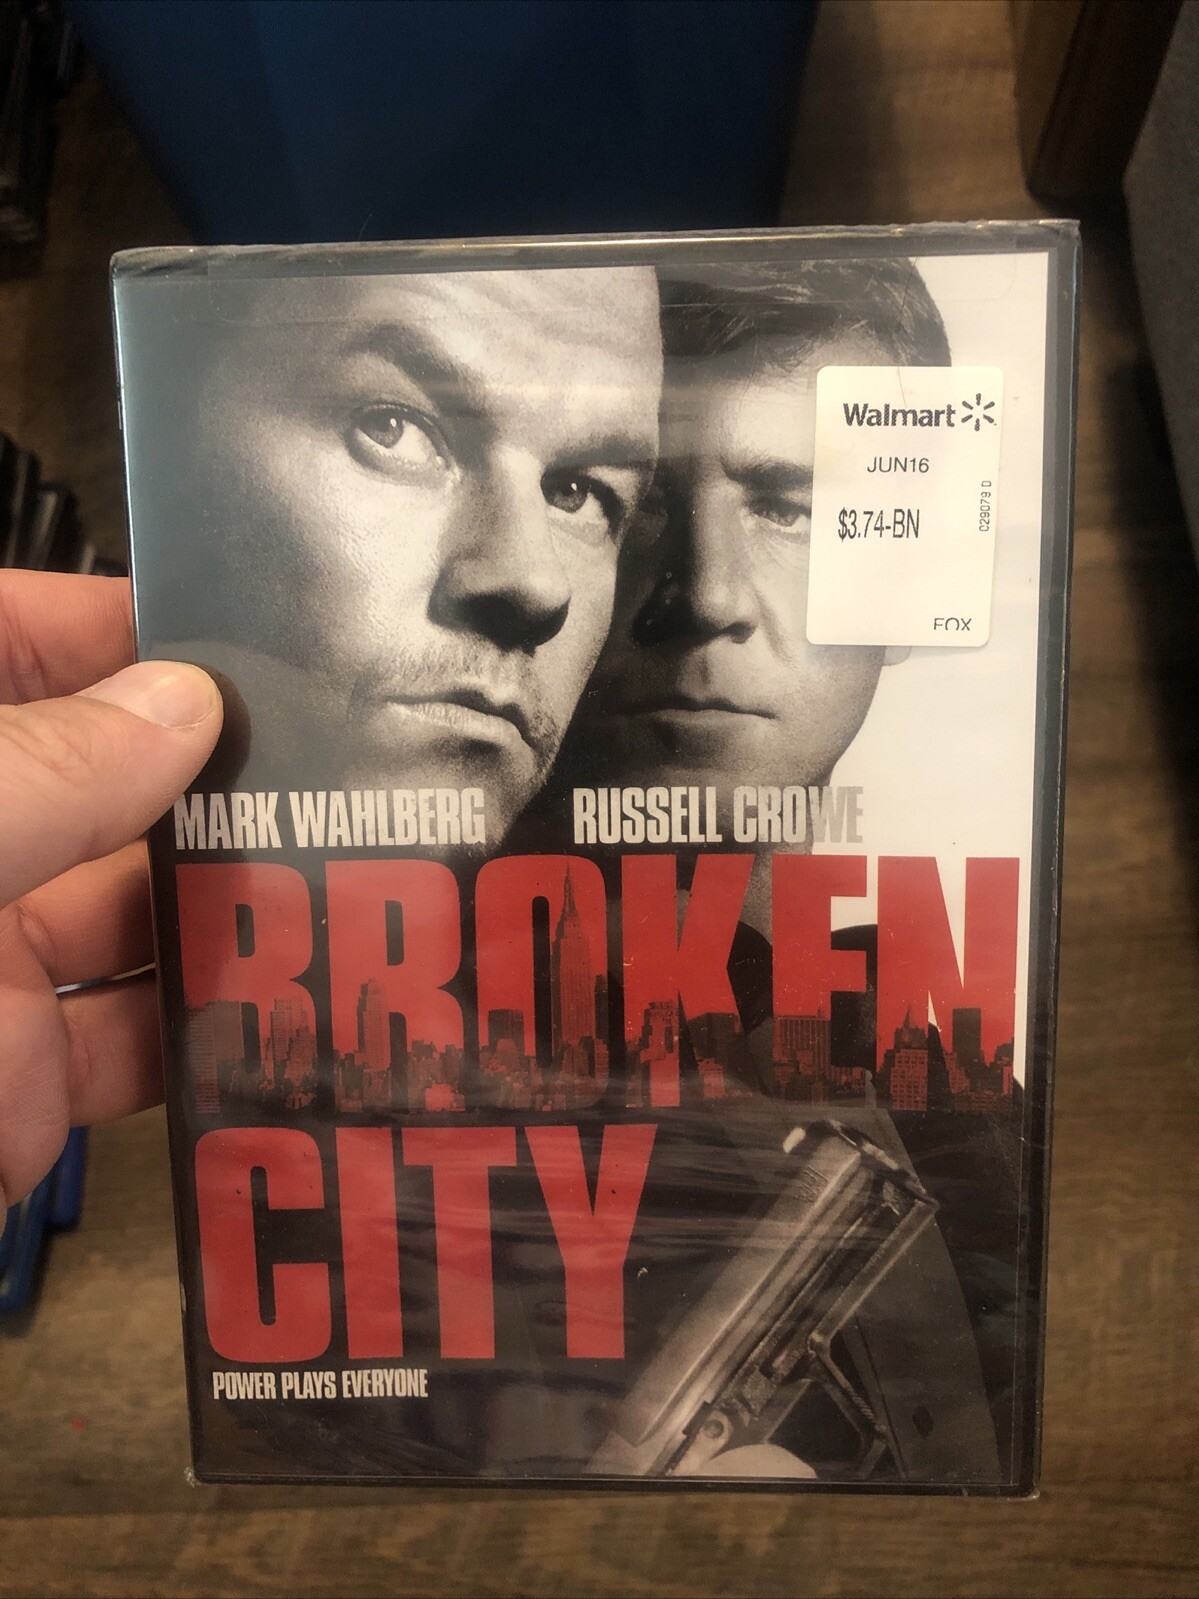 Walmart
JUN16
$3.74-BN
029079 D
FOX
MARK WAHLBERG
RUSSELL CROWE
BROKEN
CITY
POWER PLAYS EVERYONE